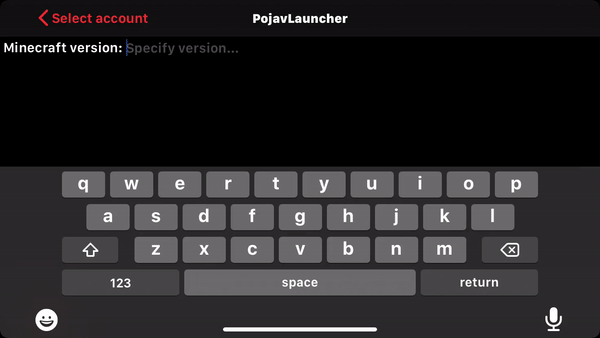 Select account
PojavLauncher
Minecraft version: Specify version...
q w e r t y u i o p
a s d f g h j k l
z x c v b n m
123 space return